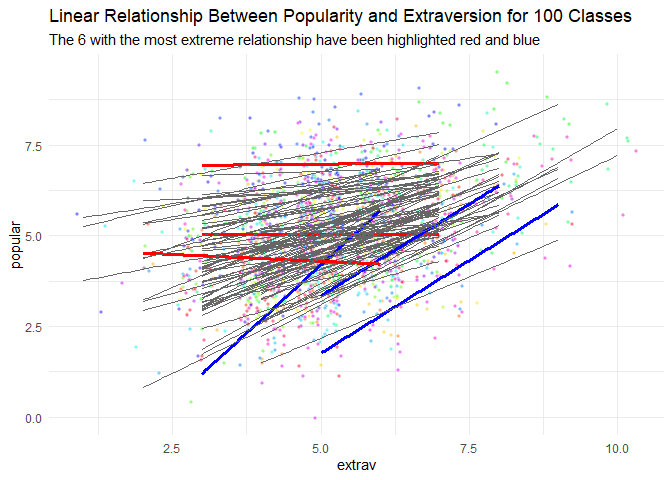 Linear Relationship Between Popularity and Extraversion for 100 Classes
The 6 with the most extreme relationship have been highlighted red and blue
popular
7.5
5.0
2.5
0.0
2.5 5.0 7.5 10.0
extrav